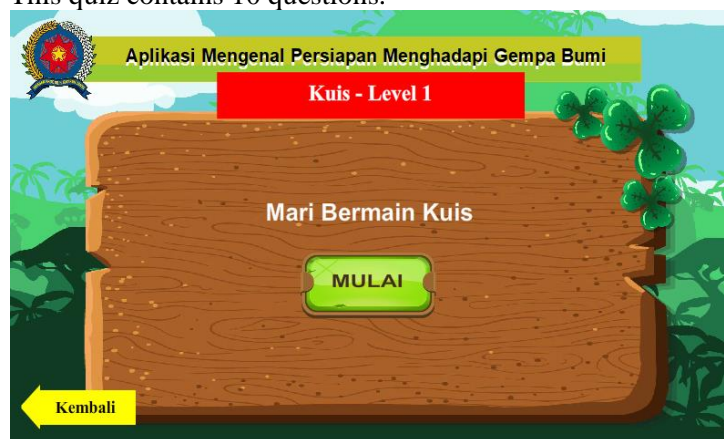 This quiz contains 10 questions.
Aplikasi Mengenal Persiapan Menghadapi Gempa Bumi
Kuis - Level 1
Mari Bermain Kuis
MULAI
Kembali